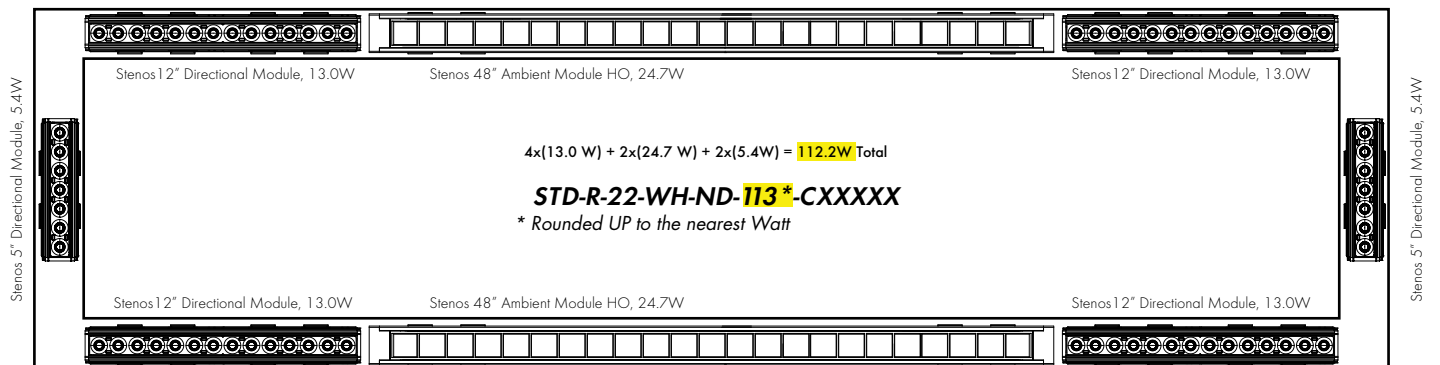 Stenos12" Directional Module, 13.0W
Stenos 48" Ambient Module HO, 24.7W
Stenos12" Directional Module, 13.0W
Stenos 5" Directional Module, 5.4W
4x(13.0 W) + 2x(24.7 W) + 2x(5.4W) = 112.2W Total
STD-R-22-WH-ND-113*-CXXXXX
* Rounded UP to the nearest Watt
Stenos 5" Directional Module, 5.4W
Stenos12" Directional Module, 13.0W
Stenos 48" Ambient Module HO, 24.7W
Stenos12" Directional Module, 13.0W